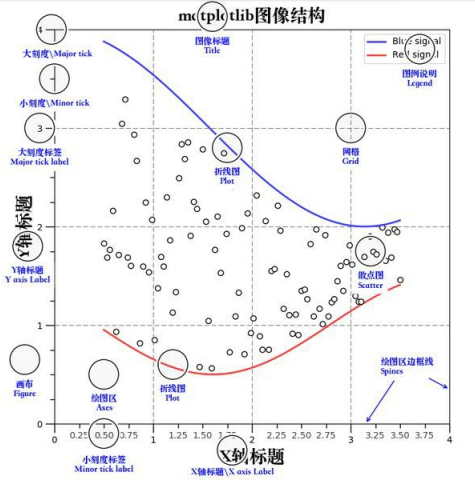 matplotlib图像结构
图像标题
Title
大刻度\Major tick
小刻度\Minor tick
大刻度标签
Major tick label
Blue signal
Red signal
图例说明
Legend
网格
Grid
折线图
Plot
Y轴标题
Y轴标题
Y axis Label
散点图
Scatter
画布
Figure
绘图区
Axes
折线图
Plot
绘图区边框线
Spines
4
3
2
1
0
0 0.25 0.50 0.75 1 1.25 1.50 1.75 2 2.25 2.50 2.75 3 3.25 3.50 3.75 4
小刻度标签
Minor tick label
X轴标题
X轴标题\X axis Label